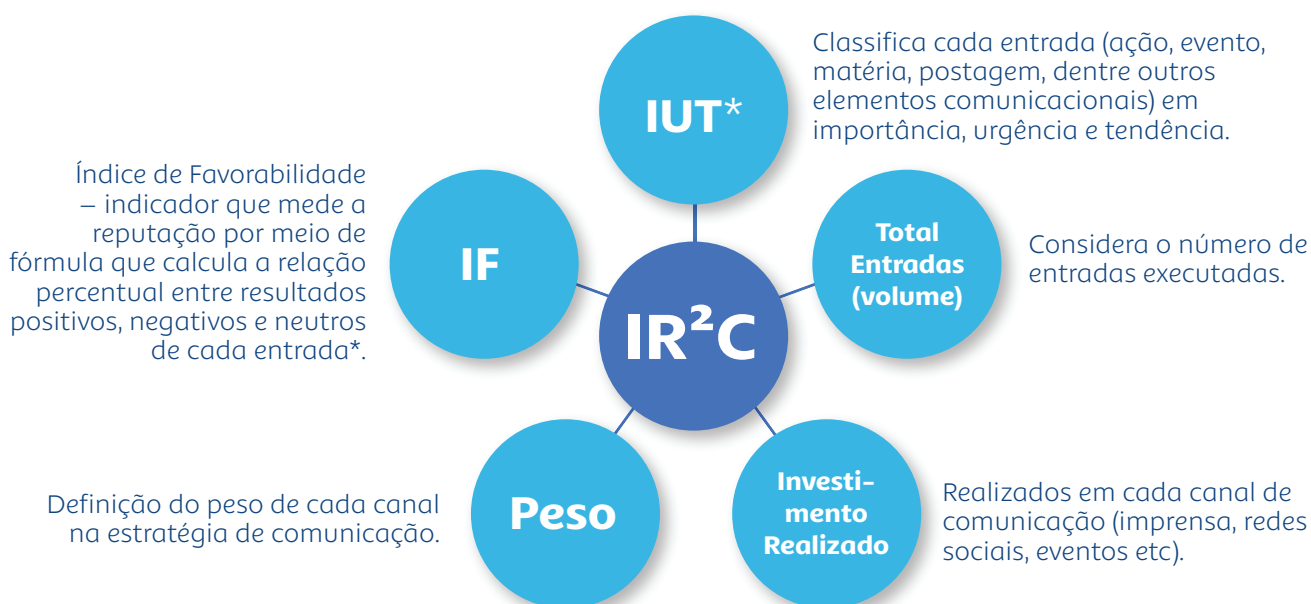 IUT*
Classifica cada entrada (ação, evento,
matéria, postagem, dentre outros
elementos comunicacionais) em
importância, urgência e tendência.
Índice de Favorabilidade
– indicador que mede a
reputação por meio de
fórmula que calcula a relação
percentual entre resultados
positivos, negativos e neutros
de cada entrada*.
IF
Total
Entradas
(volume)
Considera o número de
entradas executadas.
IR²C
Definição do peso de cada canal
na estratégia de comunicação.
Peso
Investi-
mento
Realizado
Realizados em cada canal de
comunicação (imprensa, redes
sociais, eventos etc).